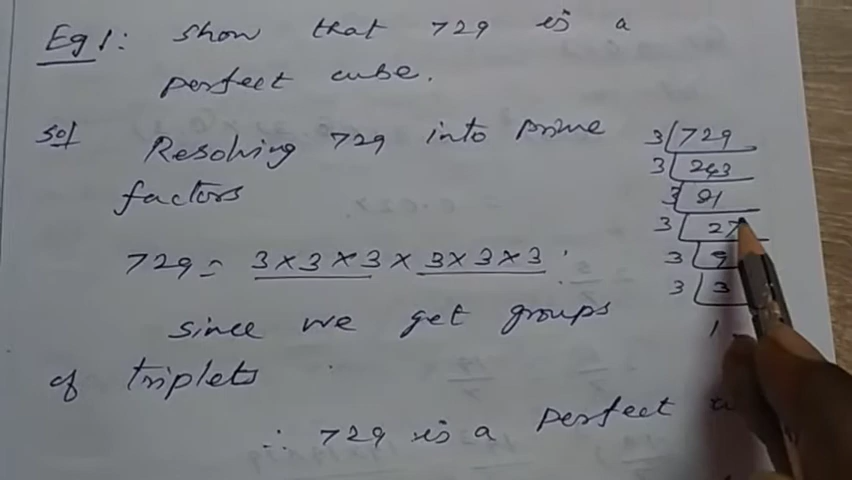 Eg 1: Show that 729 is a
perfect cube.
Sol Resolving 729 into prime
factors
729 = 3×3×3 × 3×3×3.
since we get groups
of triplets
∴ 729 is a perfect
3 729
3 243
3 81
3 27
3 9
3 3
1